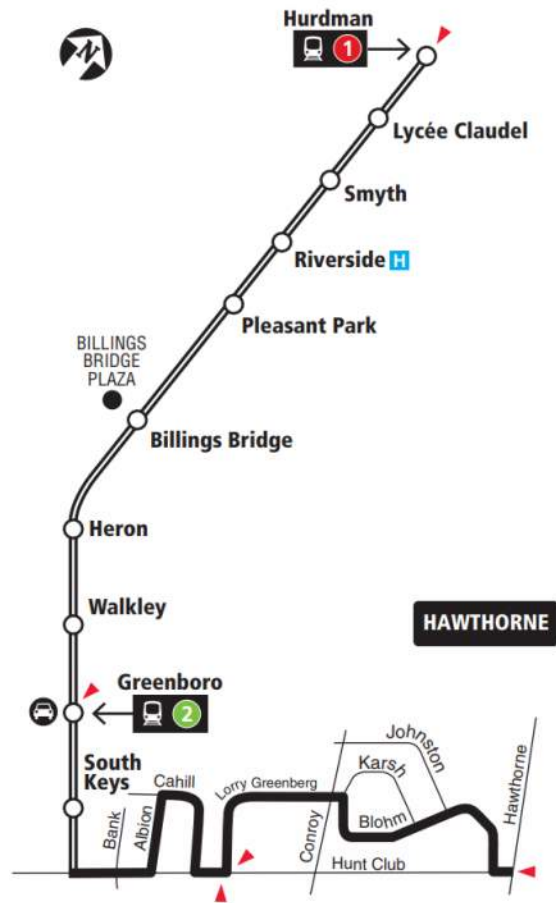 N
Hurdman
1
Lycée Claudel
Smyth
Riverside H
Pleasant Park
BILLINGS
BRIDGE
PLAZA
Billings Bridge
Heron
Walkley
HAWTHORNE
Greenboro
2
South
Keys
Cahill
Lorry Greenberg
Johnston
Karsh
Hawthorne
Bank
Albion
Conroy
Blohm
Hunt Club